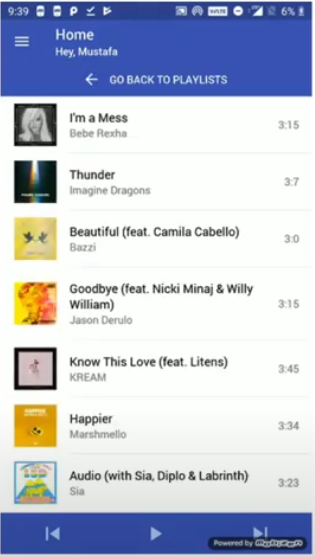 9:39
VoLTE
6%
Home
Hey, Mustafa
GO BACK TO PLAYLISTS
I'm a Mess
Bebe Rexha
3:15
Thunder
Imagine Dragons
3:7
Beautiful (feat. Camila Cabello)
Bazzi
3:0
Goodbye (feat. Nicki Minaj & Willy
William)
Jason Derulo
3:15
Know This Love (feat. Litens)
KREAM
3:45
HAPPIER
Happier
Marshmello
3:34
Audio (with Sia, Diplo & Labrinth)
Sia
3:23
Powered by